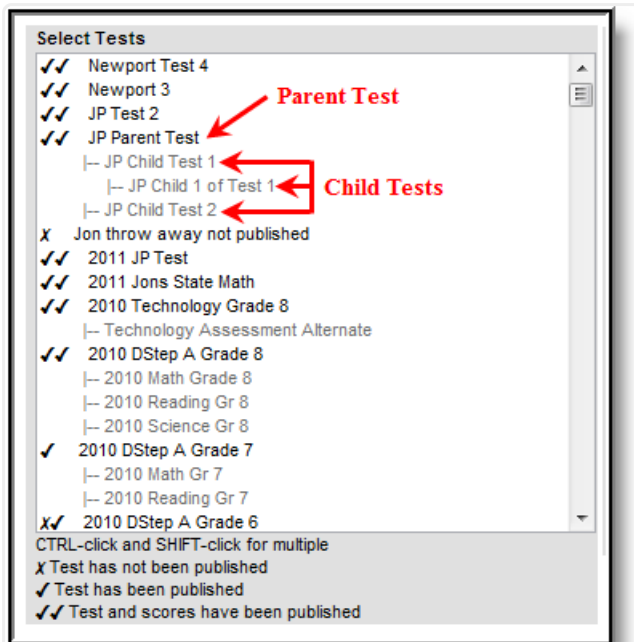 Select Tests
✓✓ Newport Test 4
✓✓ Newport 3
Parent Test
✓✓ JP Test 2
✓✓ JP Parent Test
|-- JP Child Test 1
|-- JP Child 1 of Test 1
Child Tests
|-- JP Child Test 2
✗ Jon throw away not published
✓✓ 2011 JP Test
✓✓ 2011 Jons State Math
✓✓ 2010 Technology Grade 8
|-- Technology Assessment Alternate
✓✓ 2010 DStep A Grade 8
|-- 2010 Math Grade 8
|-- 2010 Reading Gr 8
|-- 2010 Science Gr 8
✓ 2010 DStep A Grade 7
|-- 2010 Math Gr 7
|-- 2010 Reading Gr 7
✗✓ 2010 DStep A Grade 6
CTRL-click and SHIFT-click for multiple
✗ Test has not been published
✓ Test has been published
✓✓ Test and scores have been published